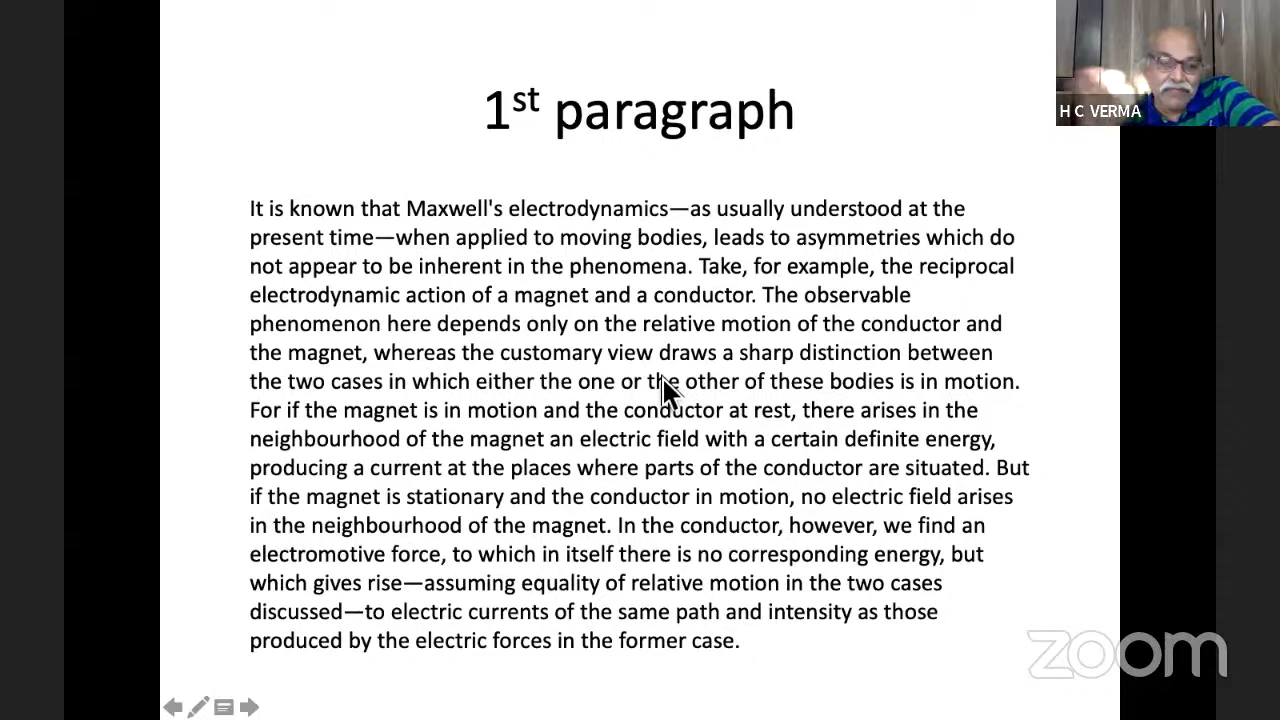 1st paragraph
H C VERMA
It is known that Maxwell's electrodynamics—as usually understood at the
present time—when applied to moving bodies, leads to asymmetries which do
not appear to be inherent in the phenomena. Take, for example, the reciprocal
electrodynamic action of a magnet and a conductor. The observable
phenomenon here depends only on the relative motion of the conductor and
the magnet, whereas the customary view draws a sharp distinction between
the two cases in which either the one or the other of these bodies is in motion.
For if the magnet is in motion and the conductor at rest, there arises in the
neighbourhood of the magnet an electric field with a certain definite energy,
producing a current at the places where parts of the conductor are situated. But
if the magnet is stationary and the conductor in motion, no electric field arises
in the neighbourhood of the magnet. In the conductor, however, we find an
electromotive force, to which in itself there is no corresponding energy, but
which gives rise—assuming equality of relative motion in the two cases
discussed—to electric currents of the same path and intensity as those
produced by the electric forces in the former case.
zoom